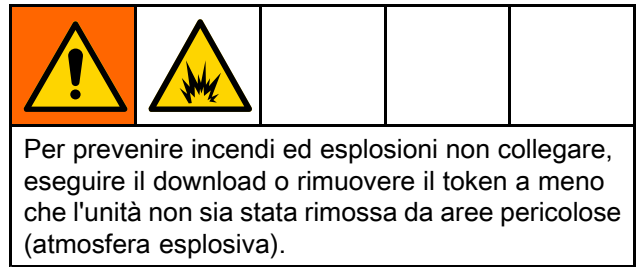 Per prevenire incendi ed esplosioni non collegare,
eseguire il download o rimuovere il token a meno
che l'unità non sia stata rimossa da aree pericolose
(atmosfera esplosiva).